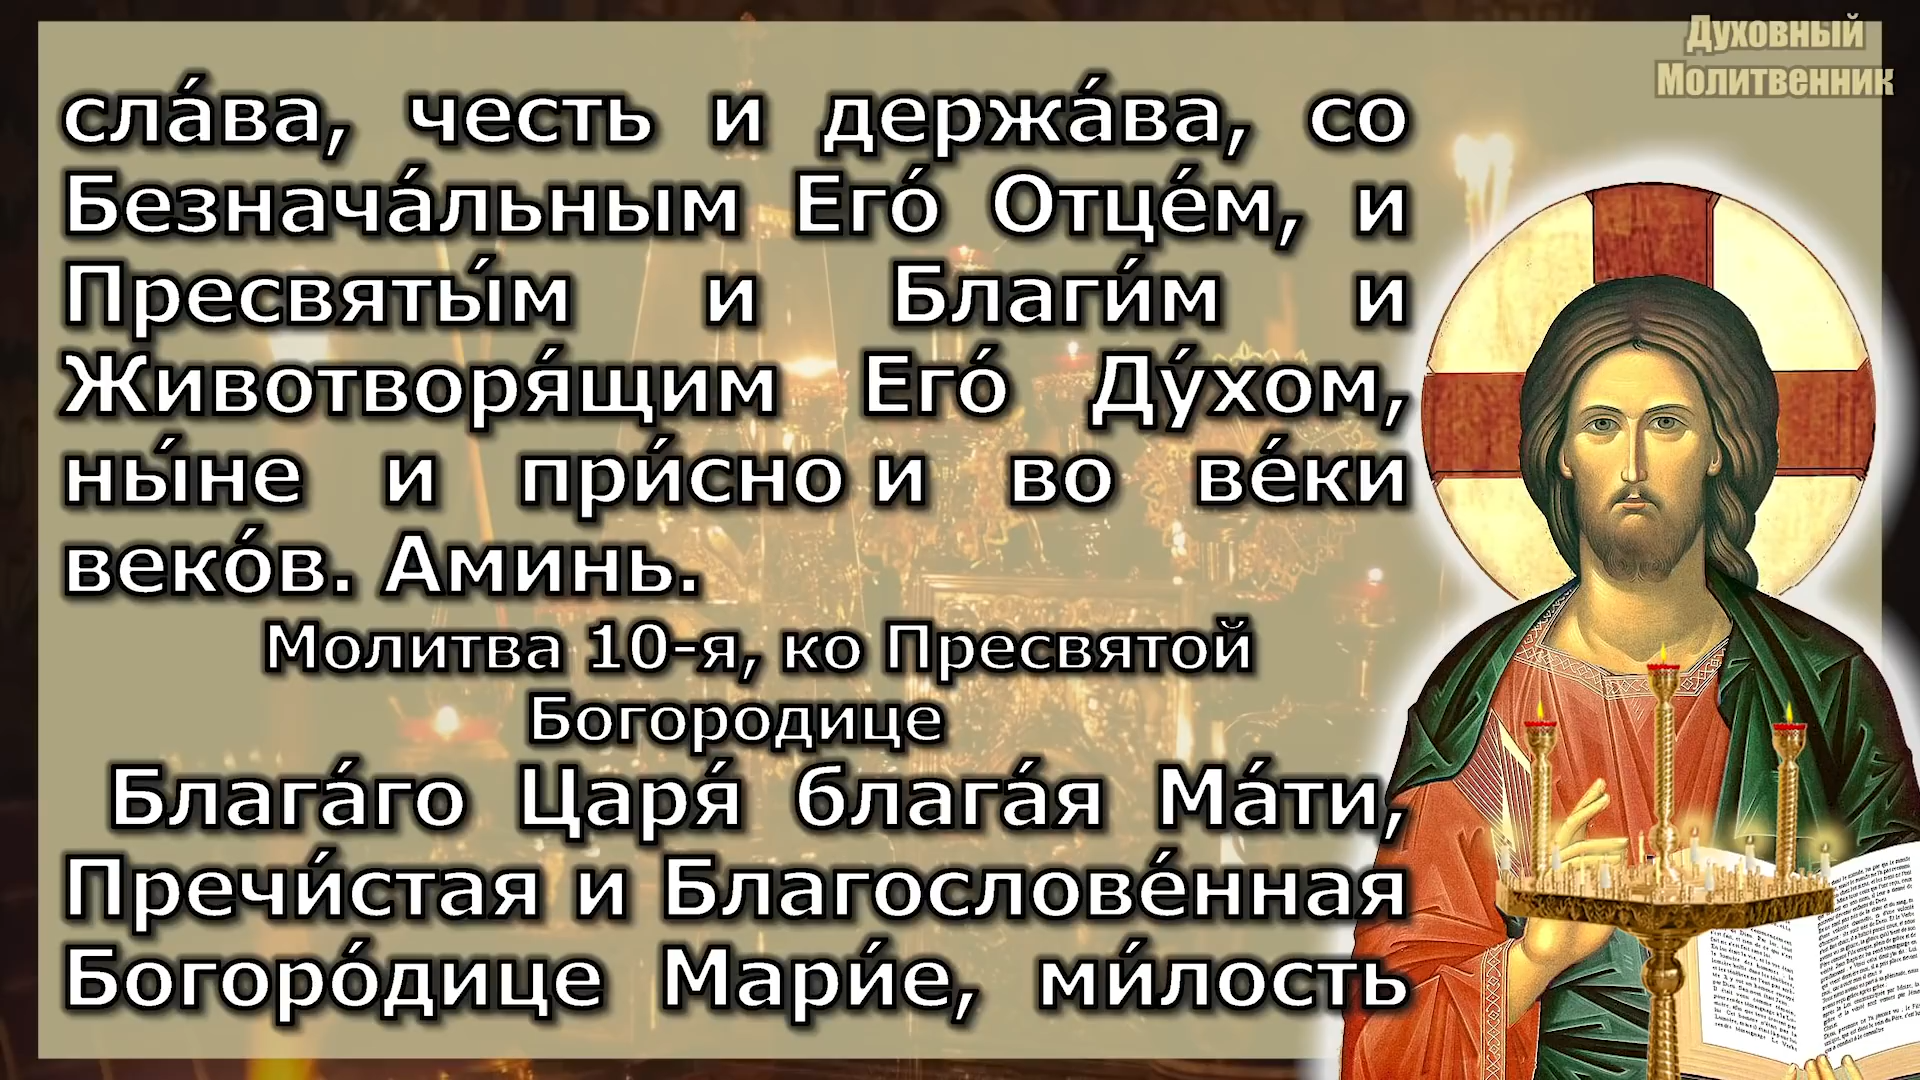 Духовный
Молитвенник
сла́ва, честь и держа́ва, со
Безнача́льным Его́ Отце́м, и
Пресвяты́м и Благи́м и
Животворя́щим Его́ Ду́хом,
ны́не и при́сно и во ве́ки
веко́в. Аминь.
Молитва 10-я, ко Пресвятой
Богородице
Блага́го Царя́ блага́я Ма́ти,
Пречи́стая и Благослове́нная
Богоро́дице Мари́е, ми́лость